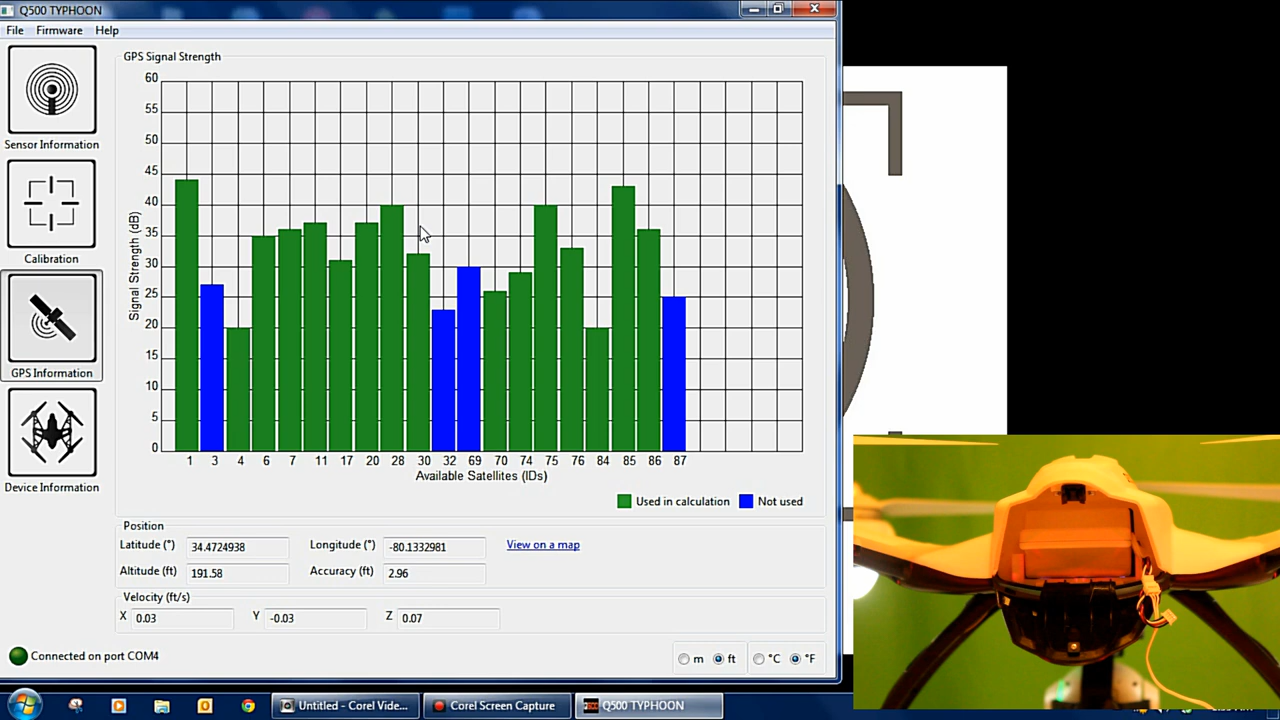 Q500 TYPHOON
File Firmware Help
GPS Signal Strength
Sensor Information
Calibration
GPS Information
Device Information
60
55
50
45
40
35
30
25
20
15
10
5
0
Signal Strength (dB)
1 3 4 6 7 11 17 20 28 30 32 69 70 74 75 76 84 85 86 87
Available Satellites (IDs)
Used in calculation Not used
Position
Latitude (°) 34.4724938 Longitude (°) -80.1332981 View on a map
Altitude (ft) 191.58 Accuracy (ft) 2.96
Velocity (ft/s)
X 0.03 Y -0.03 Z 0.07
Connected on port COM4
m ft °C °F
Untitled - Corel Vide... Corel Screen Capture Q500 TYPHOON